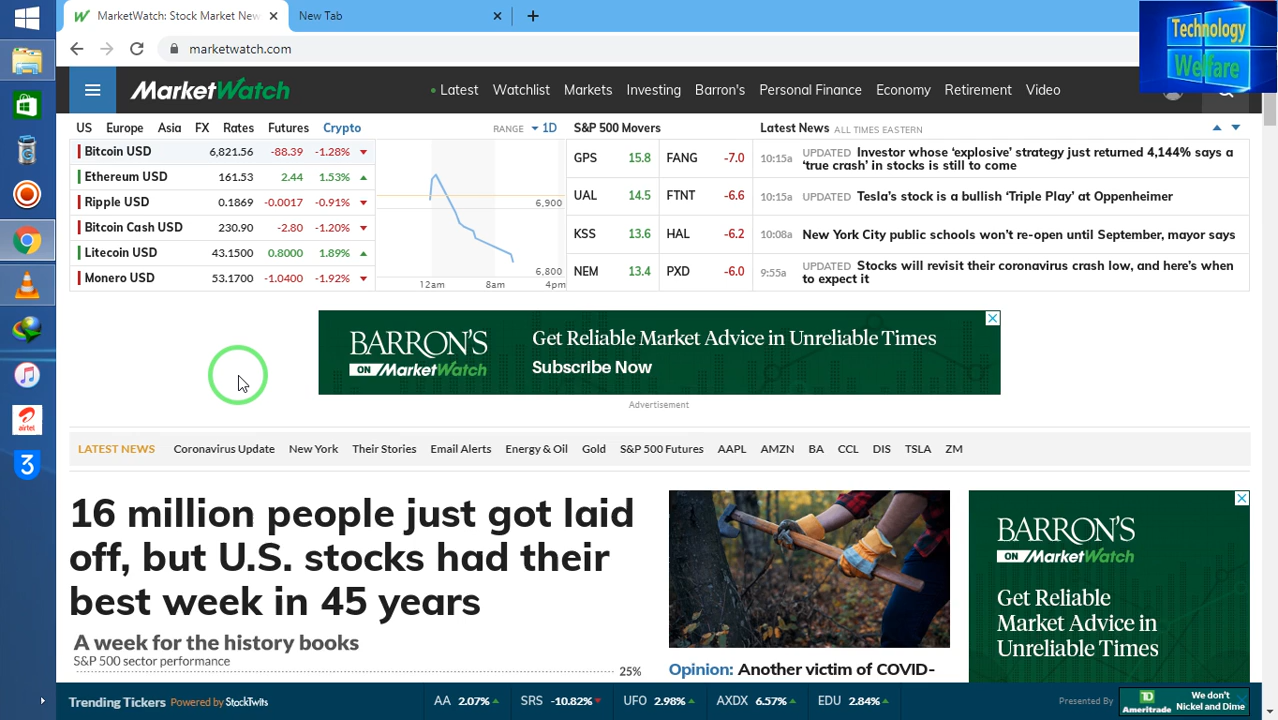 MarketWatch: Stock Market New
New Tab
marketwatch.com
Technology
Welfare
MarketWatch
Latest Watchlist Markets Investing Barron's Personal Finance Economy Retirement Video
US Europe Asia FX Rates Futures Crypto
RANGE 1D
S&P 500 Movers
Latest News ALL TIMES EASTERN
Bitcoin USD 6,821.56 -88.39 -1.28%
Ethereum USD 161.53 2.44 1.53%
Ripple USD 0.1869 -0.0017 -0.91%
Bitcoin Cash USD 230.90 -2.80 -1.20%
Litecoin USD 43.1500 0.8000 1.89%
Monero USD 53.1700 -1.0400 -1.92%
6,900
6,800
12am 8am 4pm
GPS 15.8 FANG -7.0
UAL 14.5 FTNT -6.6
KSS 13.6 HAL -6.2
NEM 13.4 PXD -6.0
10:15a UPDATED Investor whose ‘explosive’ strategy just returned 4,144% says a
‘true crash’ in stocks is still to come
10:15a UPDATED Tesla’s stock is a bullish ‘Triple Play’ at Oppenheimer
10:08a New York City public schools won’t re-open until September, mayor says
9:55a UPDATED Stocks will revisit their coronavirus crash low, and here’s when
to expect it
BARRON'S
ON MarketWatch
Get Reliable Market Advice in Unreliable Times
Subscribe Now
Advertisement
airtel
3
LATEST NEWS Coronavirus Update New York Their Stories Email Alerts Energy & Oil Gold S&P 500 Futures AAPL AMZN BA CCL DIS TSLA ZM
16 million people just got laid
off, but U.S. stocks had their
best week in 45 years
A week for the history books
S&P 500 sector performance
25%
Opinion: Another victim of COVID-
BARRON'S
ON MarketWatch
Get Reliable
Market Advice in
Unreliable Times
Trending Tickers Powered by StockTwits
AA 2.07% SRS -10.82% UFO 2.98% AXDX 6.57% EDU 2.84%
Presented By
TD
Ameritrade
We don't
Nickel and Dime